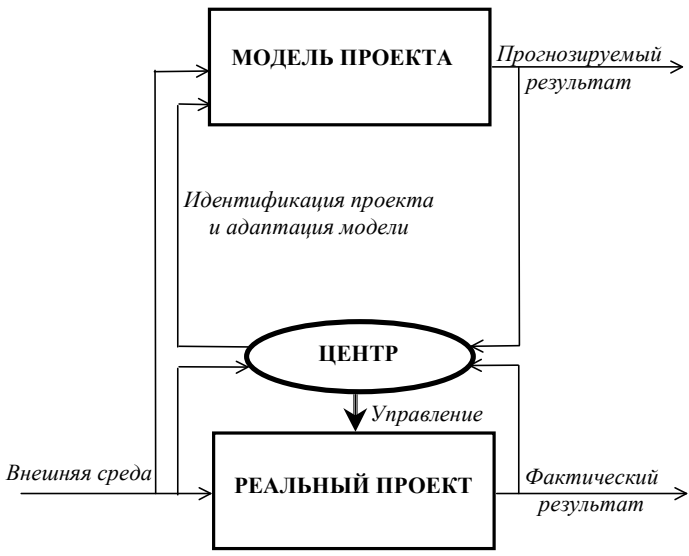 МОДЕЛЬ ПРОЕКТА
Прогнозируемый
результат
Идентификация проекта
и адаптация модели
ЦЕНТР
Управление
Внешняя среда
РЕАЛЬНЫЙ ПРОЕКТ
Фактический
результат